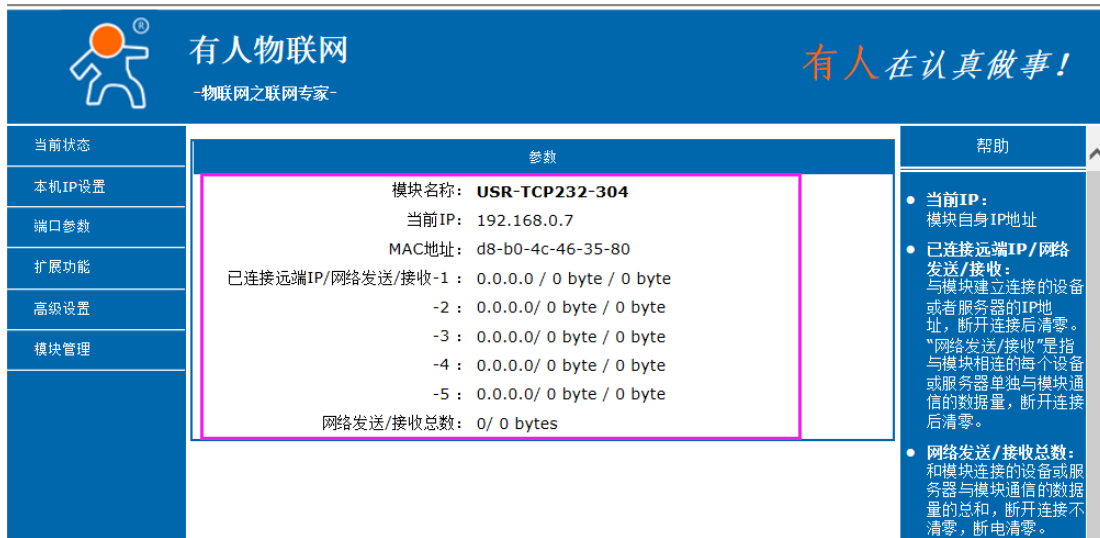 ®
有人物联网
-物联网之联网专家-
有人在认真做事!
当前状态
本机IP设置
端口参数
扩展功能
高级设置
模块管理
参数
模块名称: USR-TCP232-304
当前IP: 192.168.0.7
MAC地址: d8-b0-4c-46-35-80
已连接远端IP/网络发送/接收-1 : 0.0.0.0 / 0 byte / 0 byte
-2 : 0.0.0.0/ 0 byte / 0 byte
-3 : 0.0.0.0/ 0 byte / 0 byte
-4 : 0.0.0.0/ 0 byte / 0 byte
-5 : 0.0.0.0/ 0 byte / 0 byte
网络发送/接收总数: 0/ 0 bytes
帮助
● 当前IP:
模块自身IP地址
● 已连接远端IP/网络
发送/接收:
与模块建立连接的设备
或者服务器的IP地
址，断开连接后清零。
“网络发送/接收”是指
与模块相连的每个设备
或服务器单独与模块通
信的数据量，断开连接
后清零。
● 网络发送/接收总数:
和模块连接的设备或服
务器与模块通信的数据
量的总和，断开连接不
清零，断电清零。